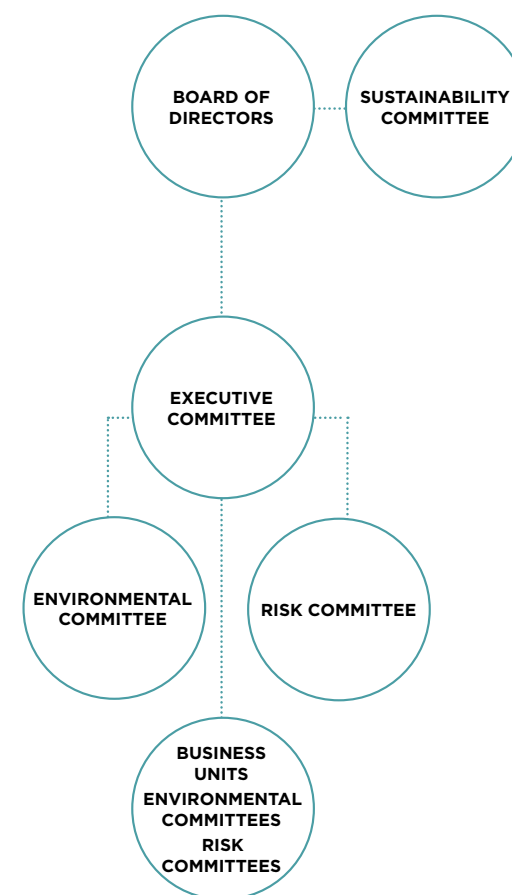 BOARD OF
DIRECTORS
SUSTAINABILITY
COMMITTEE
EXECUTIVE
COMMITTEE
ENVIRONMENTAL
COMMITTEE
RISK COMMITTEE
BUSINESS
UNITS
ENVIRONMENTAL
COMMITTEES
RISK
COMMITTEES